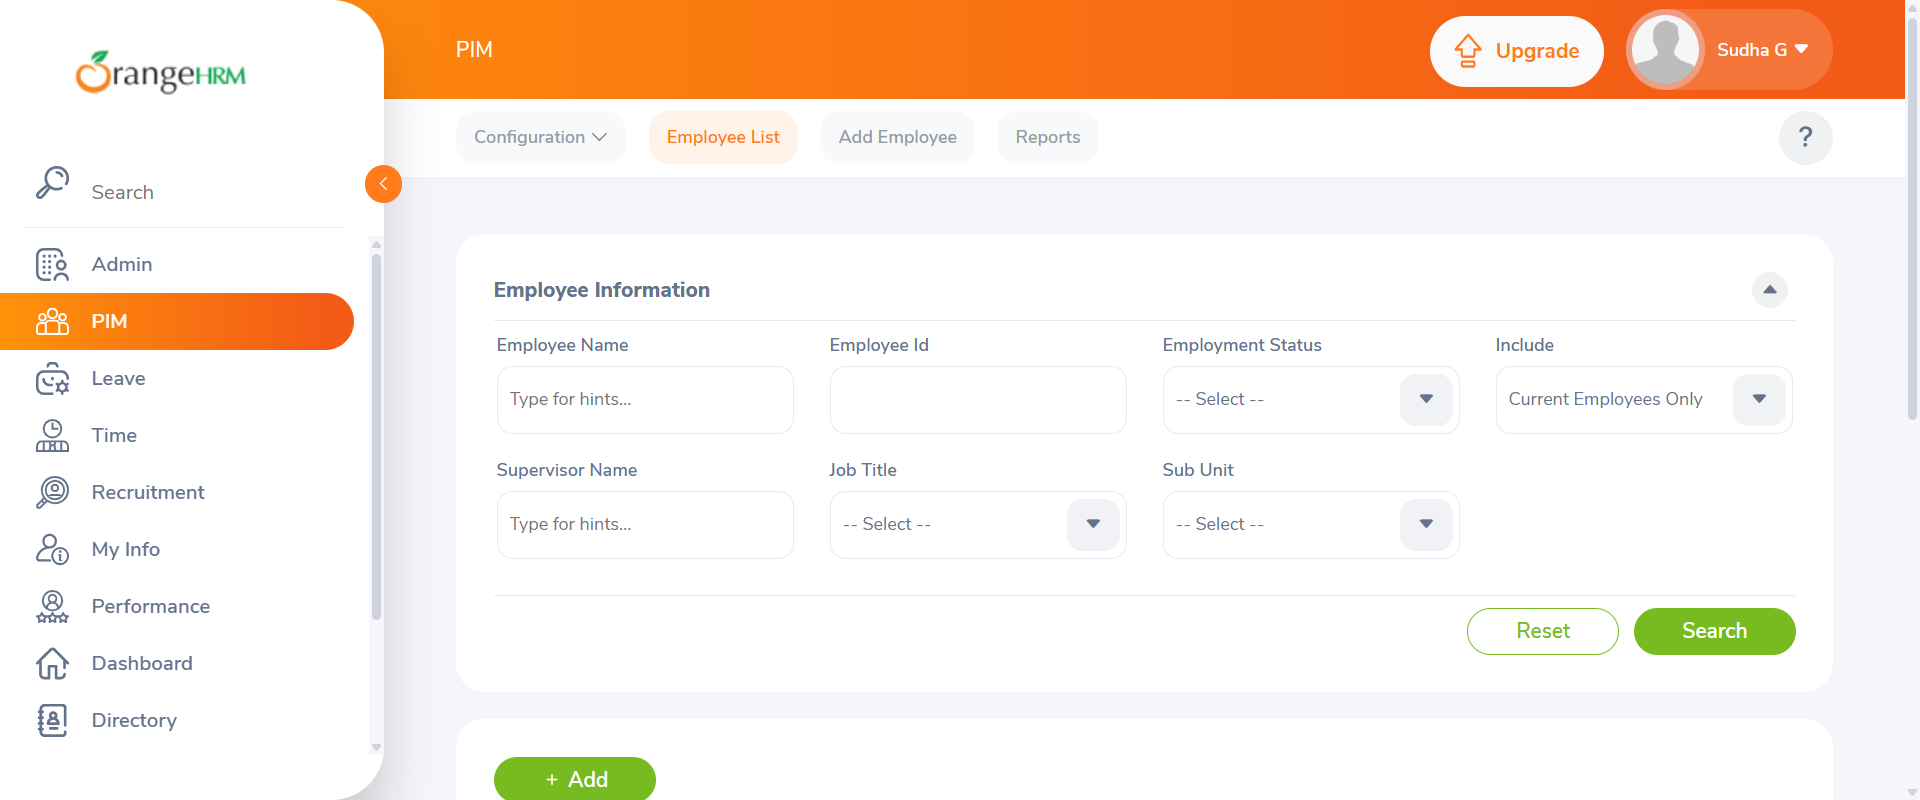 OrangeHRM
PIM
Upgrade
Sudha G
Configuration
Employee List
Add Employee
Reports
?
Search
Admin
PIM
Leave
Time
Recruitment
My Info
Performance
Dashboard
Directory
Employee Information
Employee Name
Employee Id
Employment Status
Include
Type for hints...
-- Select --
Current Employees Only
Supervisor Name
Job Title
Sub Unit
Type for hints...
-- Select --
-- Select --
Reset
Search
+ Add